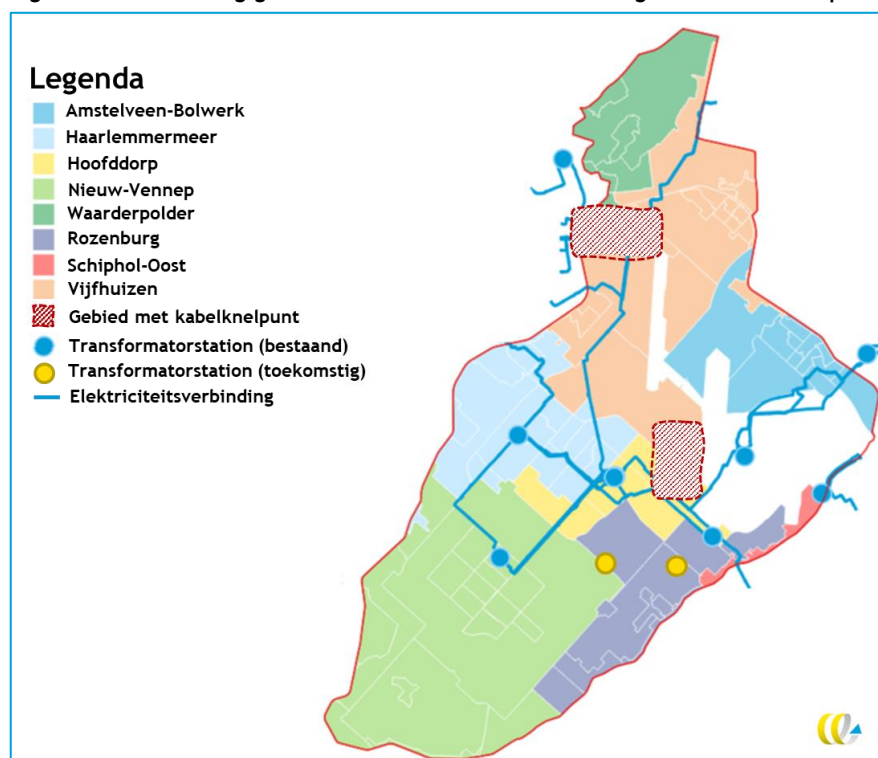 Legenda
Amstelveen-Bolwerk
Haarlemmermeer
Hoofddorp
Nieuw-Vennep
Waarderpolder
Rozenburg
Schiphol-Oost
Vijfhuizen
Gebied met kabelknelpunt
Transformatorstation (bestaand)
Transformatorstation (toekomstig)
Elektriciteitsverbinding